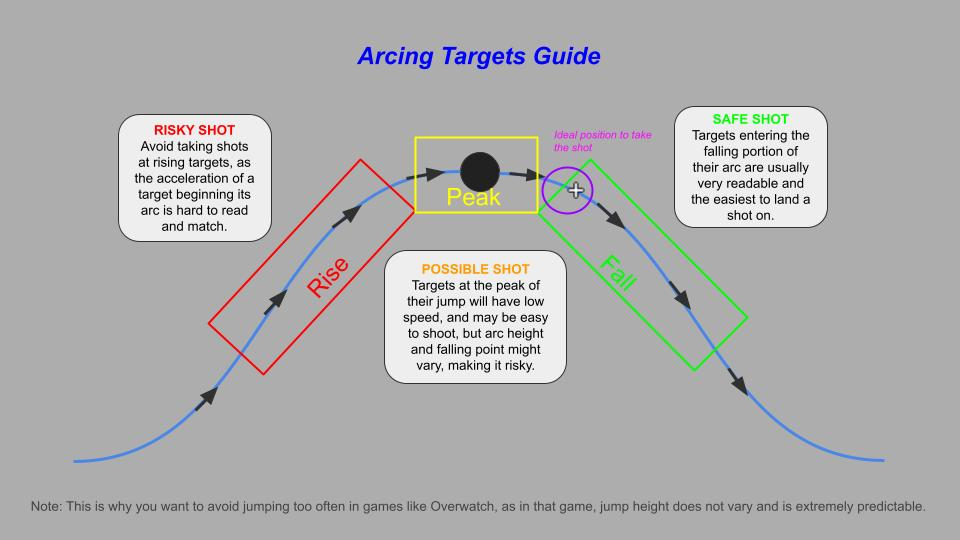 Arcing Targets Guide
RISKY SHOT
Avoid taking shots
at rising targets, as
the acceleration of a
target beginning its
arc is hard to read
and match.
Ideal position to take
the shot
SAFE SHOT
Targets entering the
falling portion of
their arc are usually
very readable and
the easiest to land a
shot on.
Peak
Rise
Fall
POSSIBLE SHOT
Targets at the peak of
their jump will have low
speed, and may be easy
to shoot, but arc height
and falling point might
vary, making it risky.
Note: This is why you want to avoid jumping too often in games like Overwatch, as in that game, jump height does not vary and is extremely predictable.